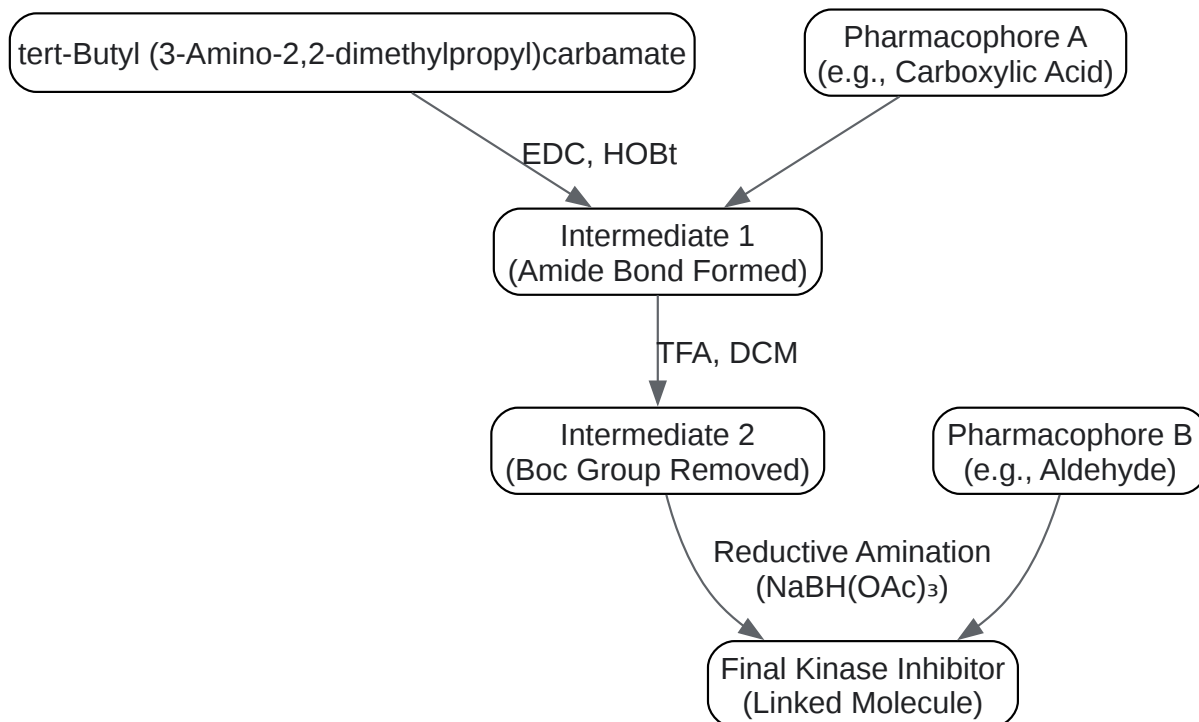 tert-Butyl (3-Amino-2,2-dimethylpropyl)carbamate
Pharmacophore A
(e.g., Carboxylic Acid)
EDC, HOBt
Intermediate 1
(Amide Bond Formed)
TFA, DCM
Intermediate 2
(Boc Group Removed)
Pharmacophore B
(e.g., Aldehyde)
Reductive Amination
(NaBH(OAc)₃)
Final Kinase Inhibitor
(Linked Molecule)